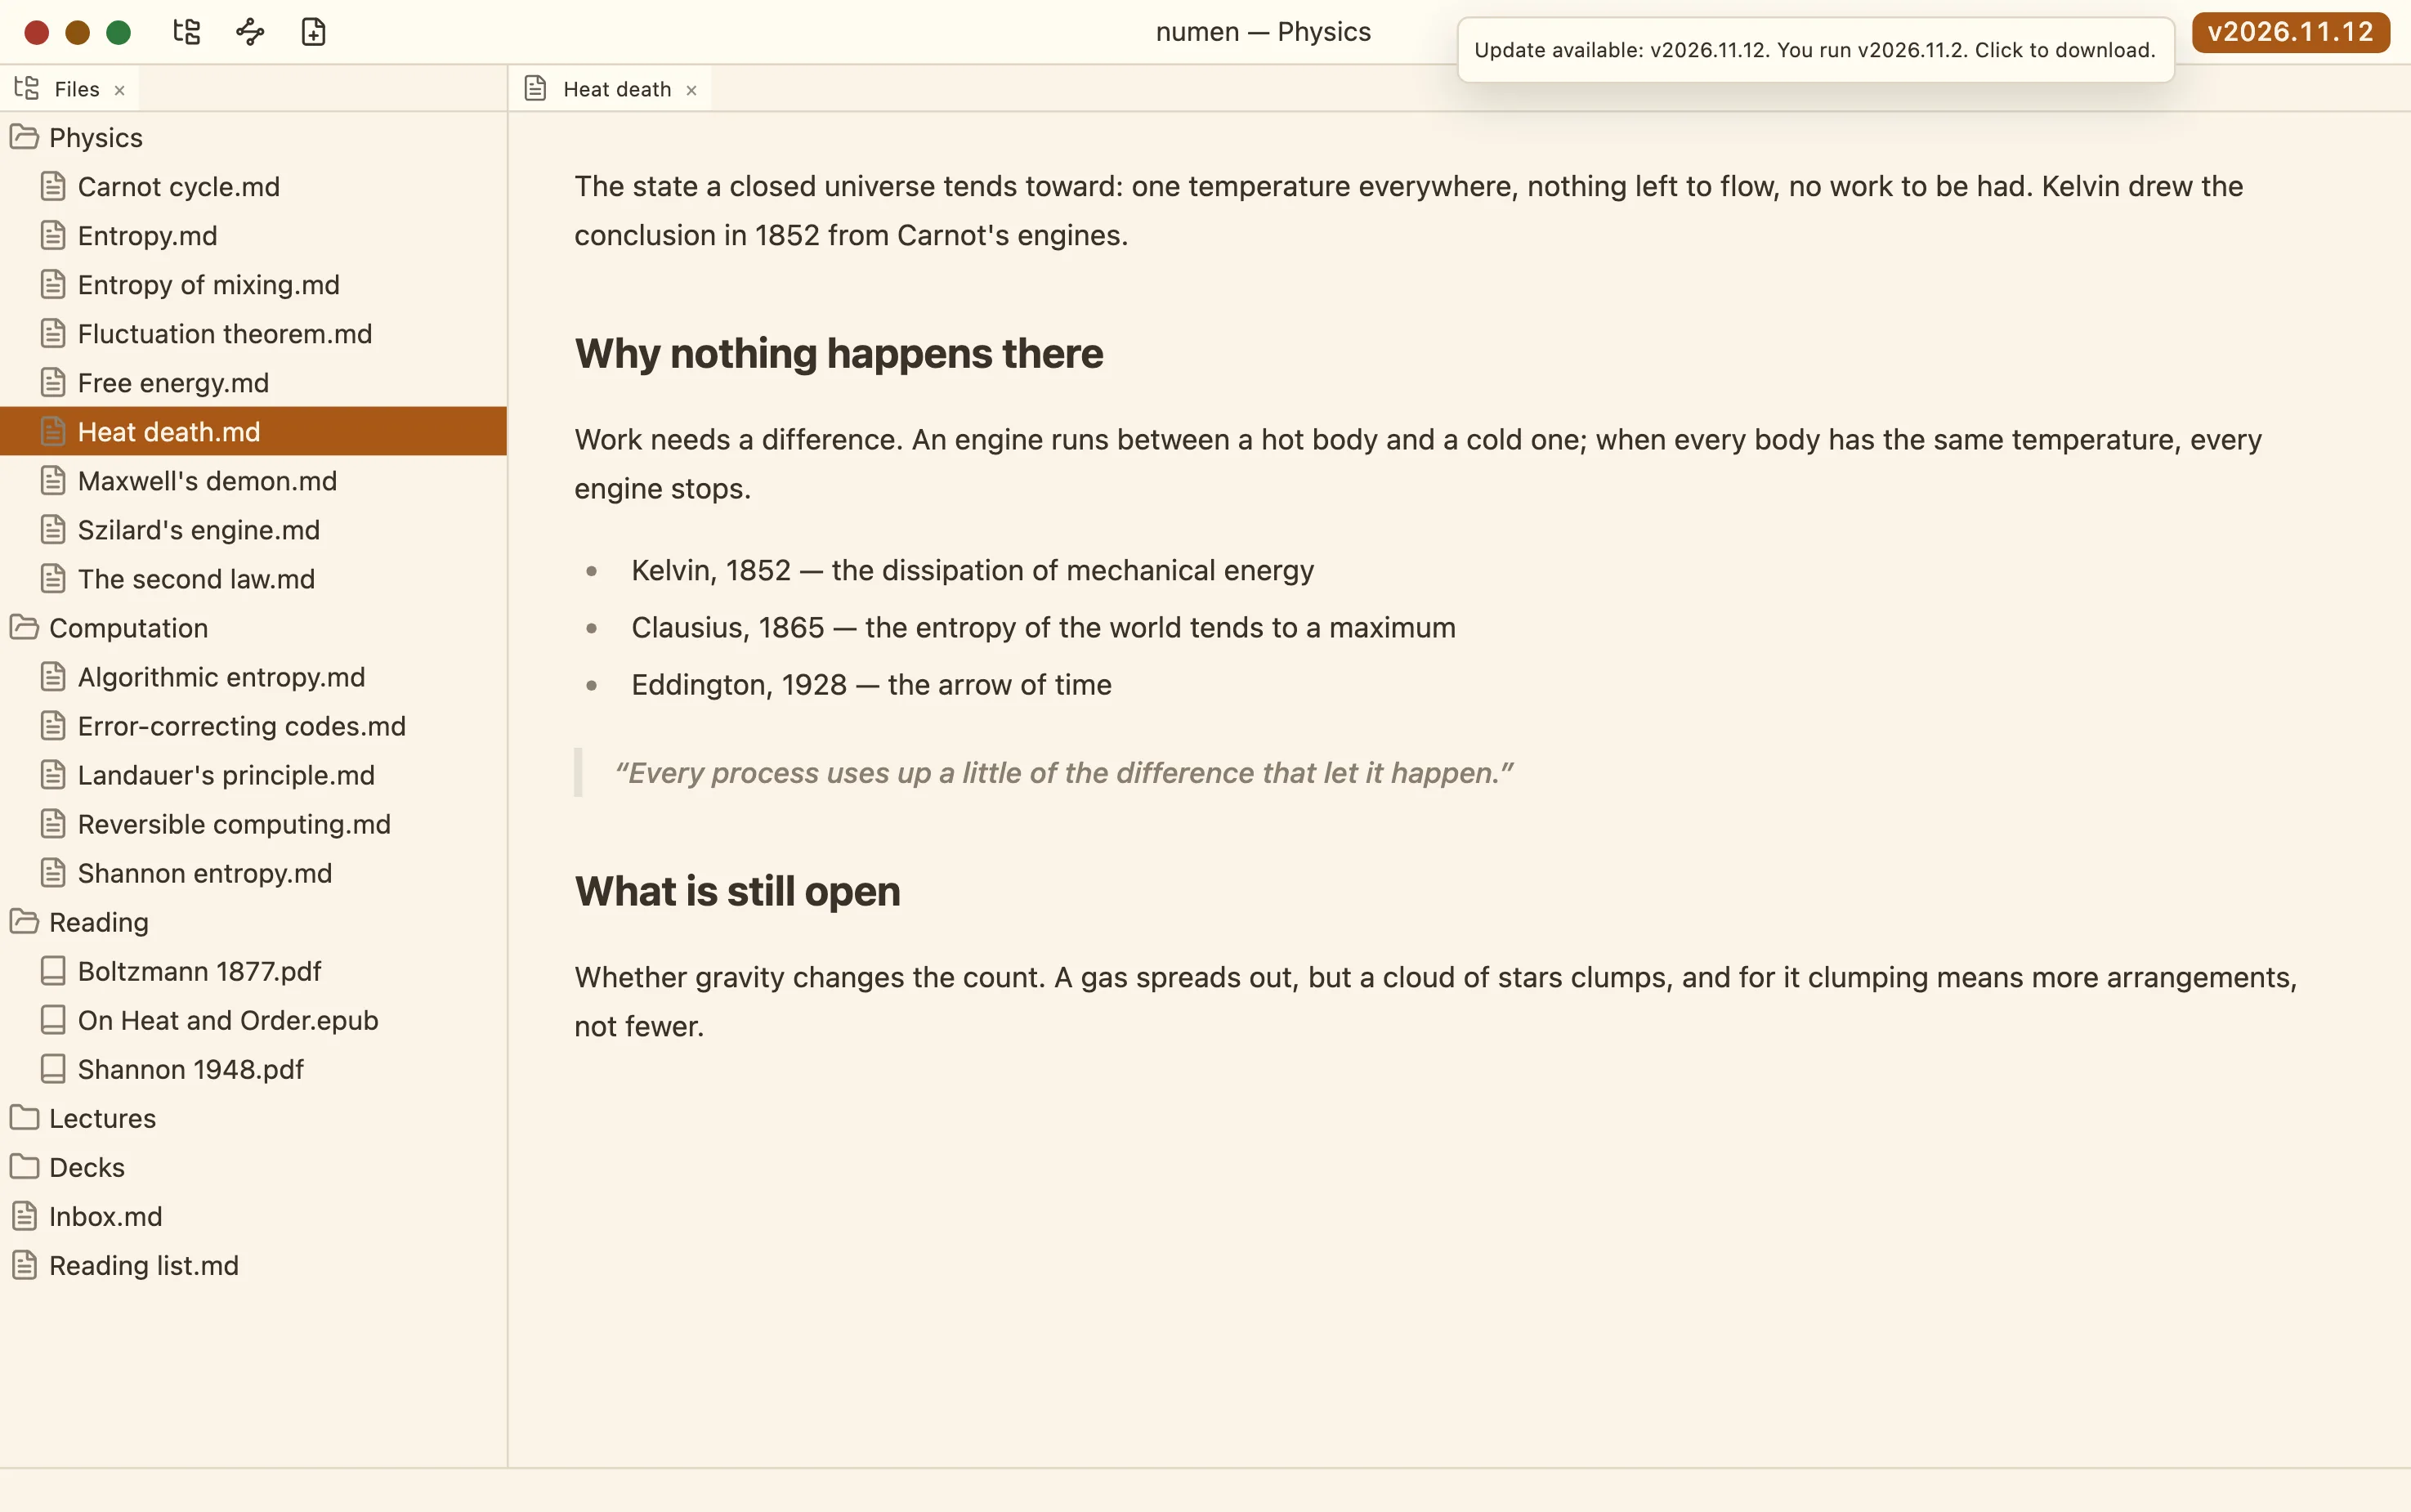 numen — Physics
Update available: v2026.11.12. You run v2026.11.2. Click to download.
v2026.11.12
Files ×
Heat death ×
Physics
Carnot cycle.md
Entropy.md
Entropy of mixing.md
Fluctuation theorem.md
Free energy.md
Heat death.md
Maxwell's demon.md
Szilard's engine.md
The second law.md
Computation
Algorithmic entropy.md
Error-correcting codes.md
Landauer's principle.md
Reversible computing.md
Shannon entropy.md
Reading
Boltzmann 1877.pdf
On Heat and Order.epub
Shannon 1948.pdf
Lectures
Decks
Inbox.md
Reading list.md
The state a closed universe tends toward: one temperature everywhere, nothing left to flow, no work to be had. Kelvin drew the
conclusion in 1852 from Carnot's engines.
Why nothing happens there
Work needs a difference. An engine runs between a hot body and a cold one; when every body has the same temperature, every
engine stops.
• Kelvin, 1852 — the dissipation of mechanical energy
• Clausius, 1865 — the entropy of the world tends to a maximum
• Eddington, 1928 — the arrow of time
“Every process uses up a little of the difference that let it happen.”
What is still open
Whether gravity changes the count. A gas spreads out, but a cloud of stars clumps, and for it clumping means more arrangements,
not fewer.